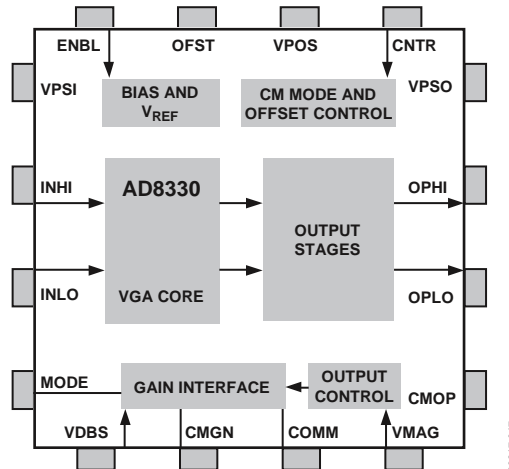 ENBL OFST VPOS CNTR
VPSI VPSO
BIAS AND
VREF
CM MODE AND
OFFSET CONTROL
INHI OPHI
AD8330
OUTPUT
STAGES
INLO OPLO
VGA CORE
MODE
GAIN INTERFACE
OUTPUT
CONTROL
CMOP
VDBS CMGN COMM VMAG